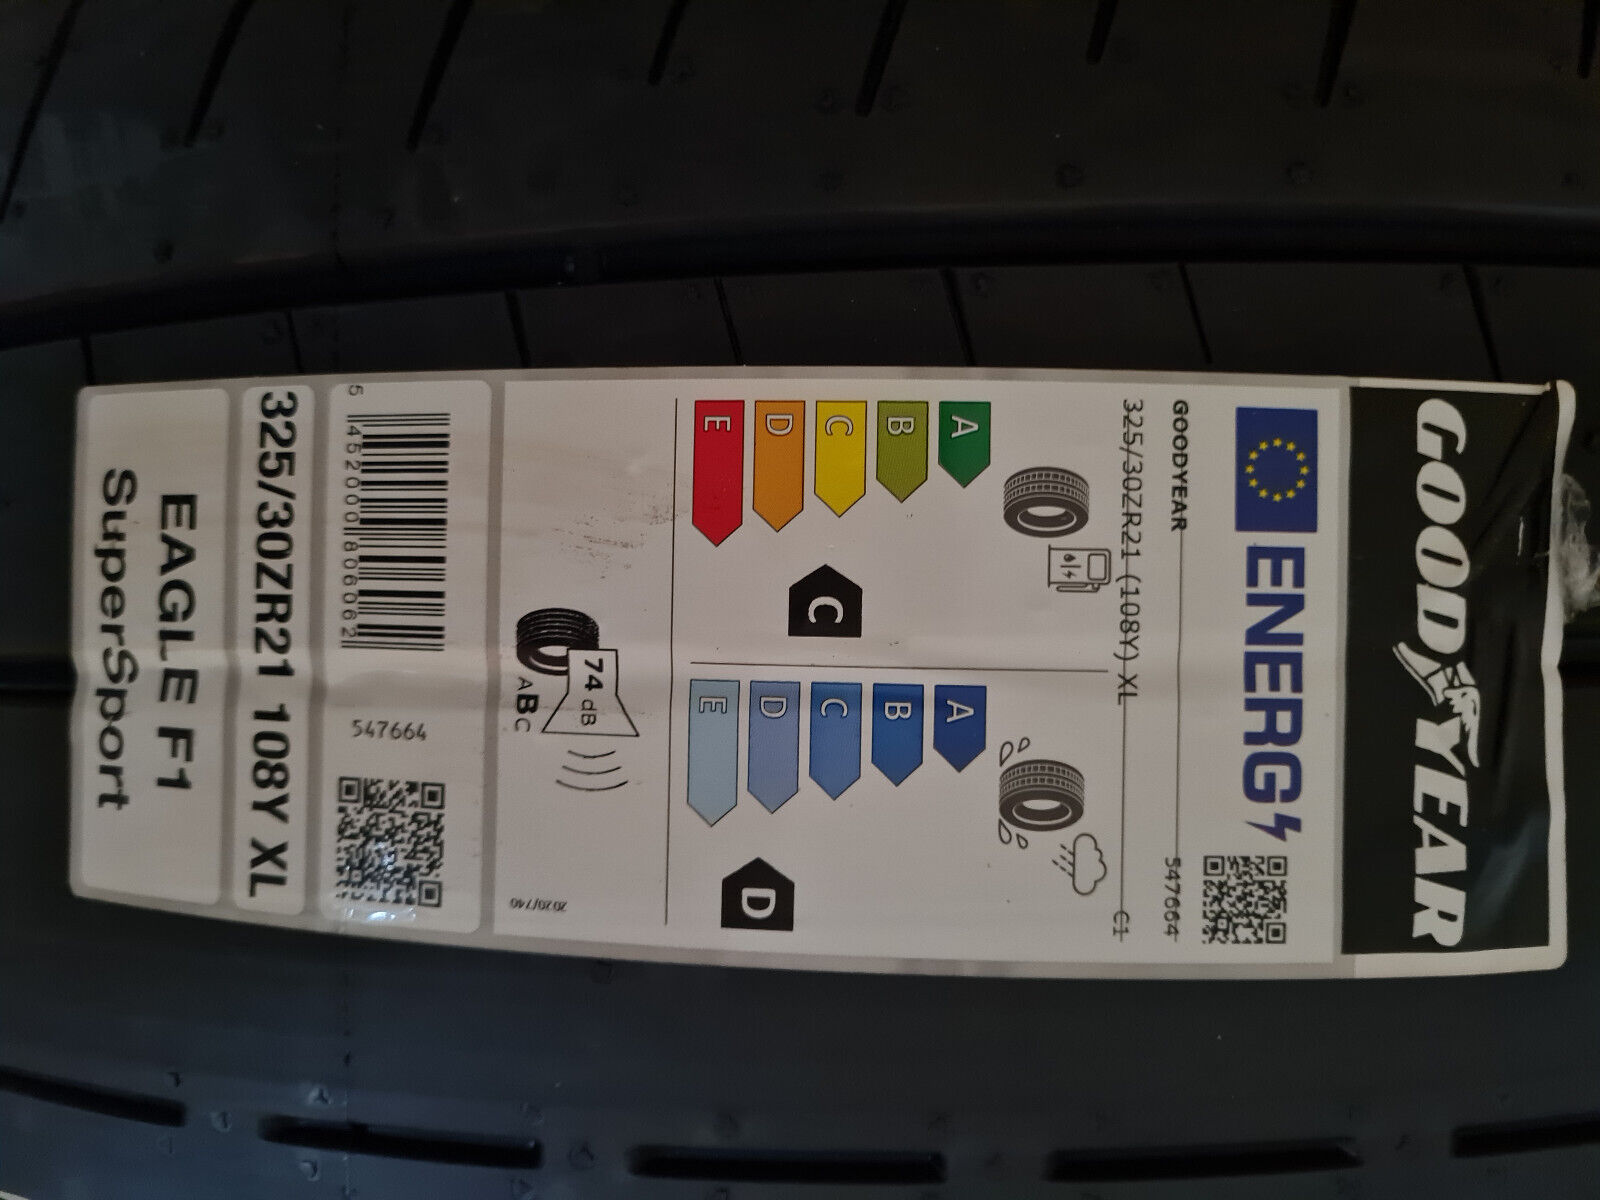 GOODYEAR
ENERG
GOODYEAR 547664
325/30ZR21 (108Y) XL C1
A A
B B
C C
D D
E E
C
D
74 dB
ABC
2020/740
5 452000 806062
547664
325/30ZR21 108Y XL
EAGLE F1
SuperSport